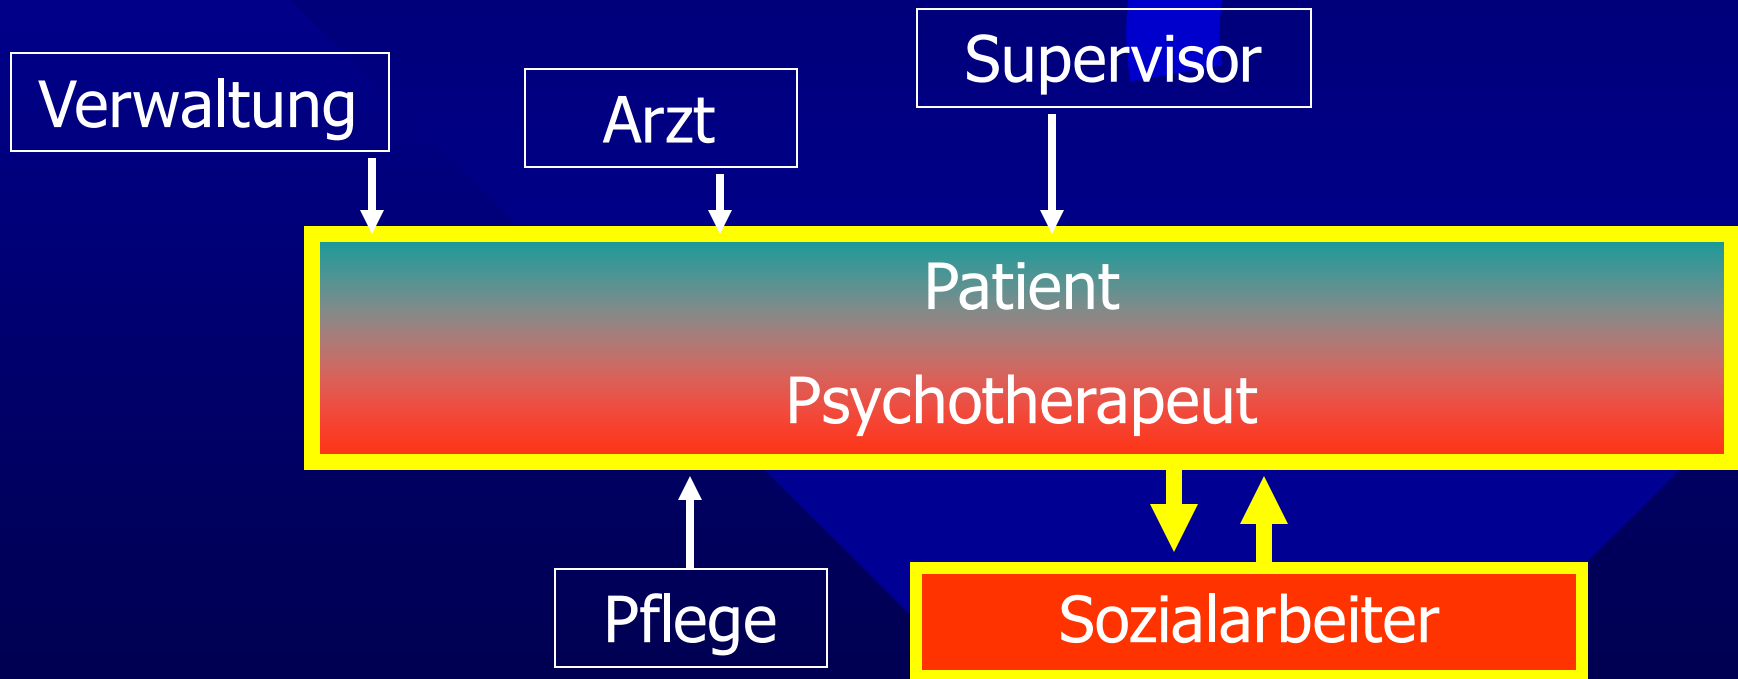 Supervisor
Verwaltung
Arzt
Patient
Psychotherapeut
Pflege
Sozialarbeiter